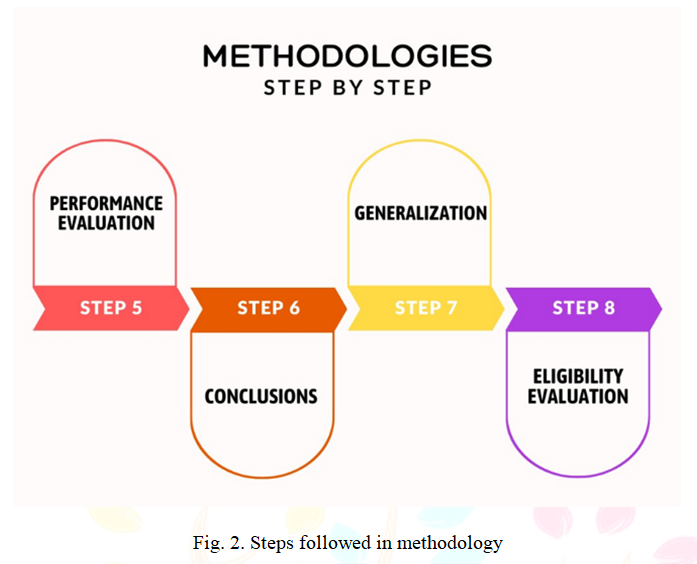 METHODOLOGIES
STEP BY STEP
PERFORMANCE
EVALUATION
GENERALIZATION
STEP 5
STEP 6
STEP 7
STEP 8
CONCLUSIONS
ELIGIBILITY
EVALUATION
Fig. 2. Steps followed in methodology